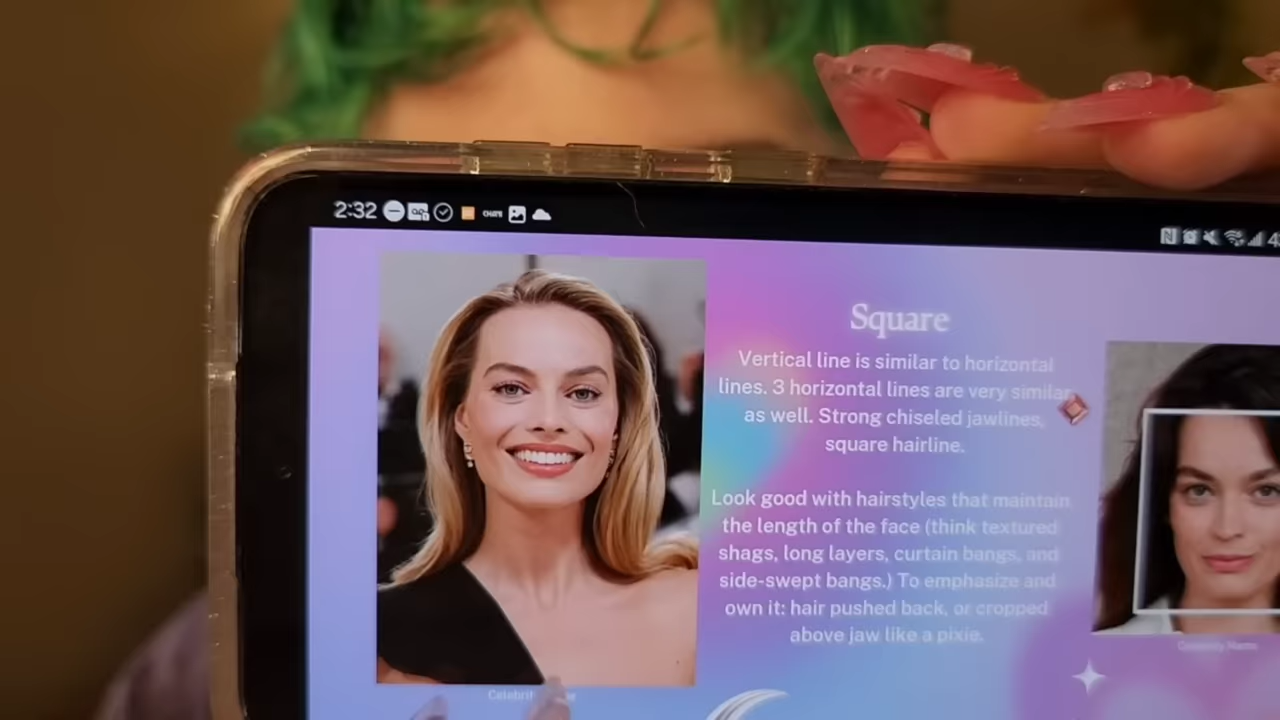 2:32
Square
Vertical line is similar to horizontal
lines. 3 horizontal lines are very similar
as well. Strong chiseled jawlines,
square hairline.
Look good with hairstyles that maintain
the length of the face (think textured
shags, long layers, curtain bangs, and
side-swept bangs.) To emphasize and
own it: hair pushed back, or cropped
above jaw like a pixie.